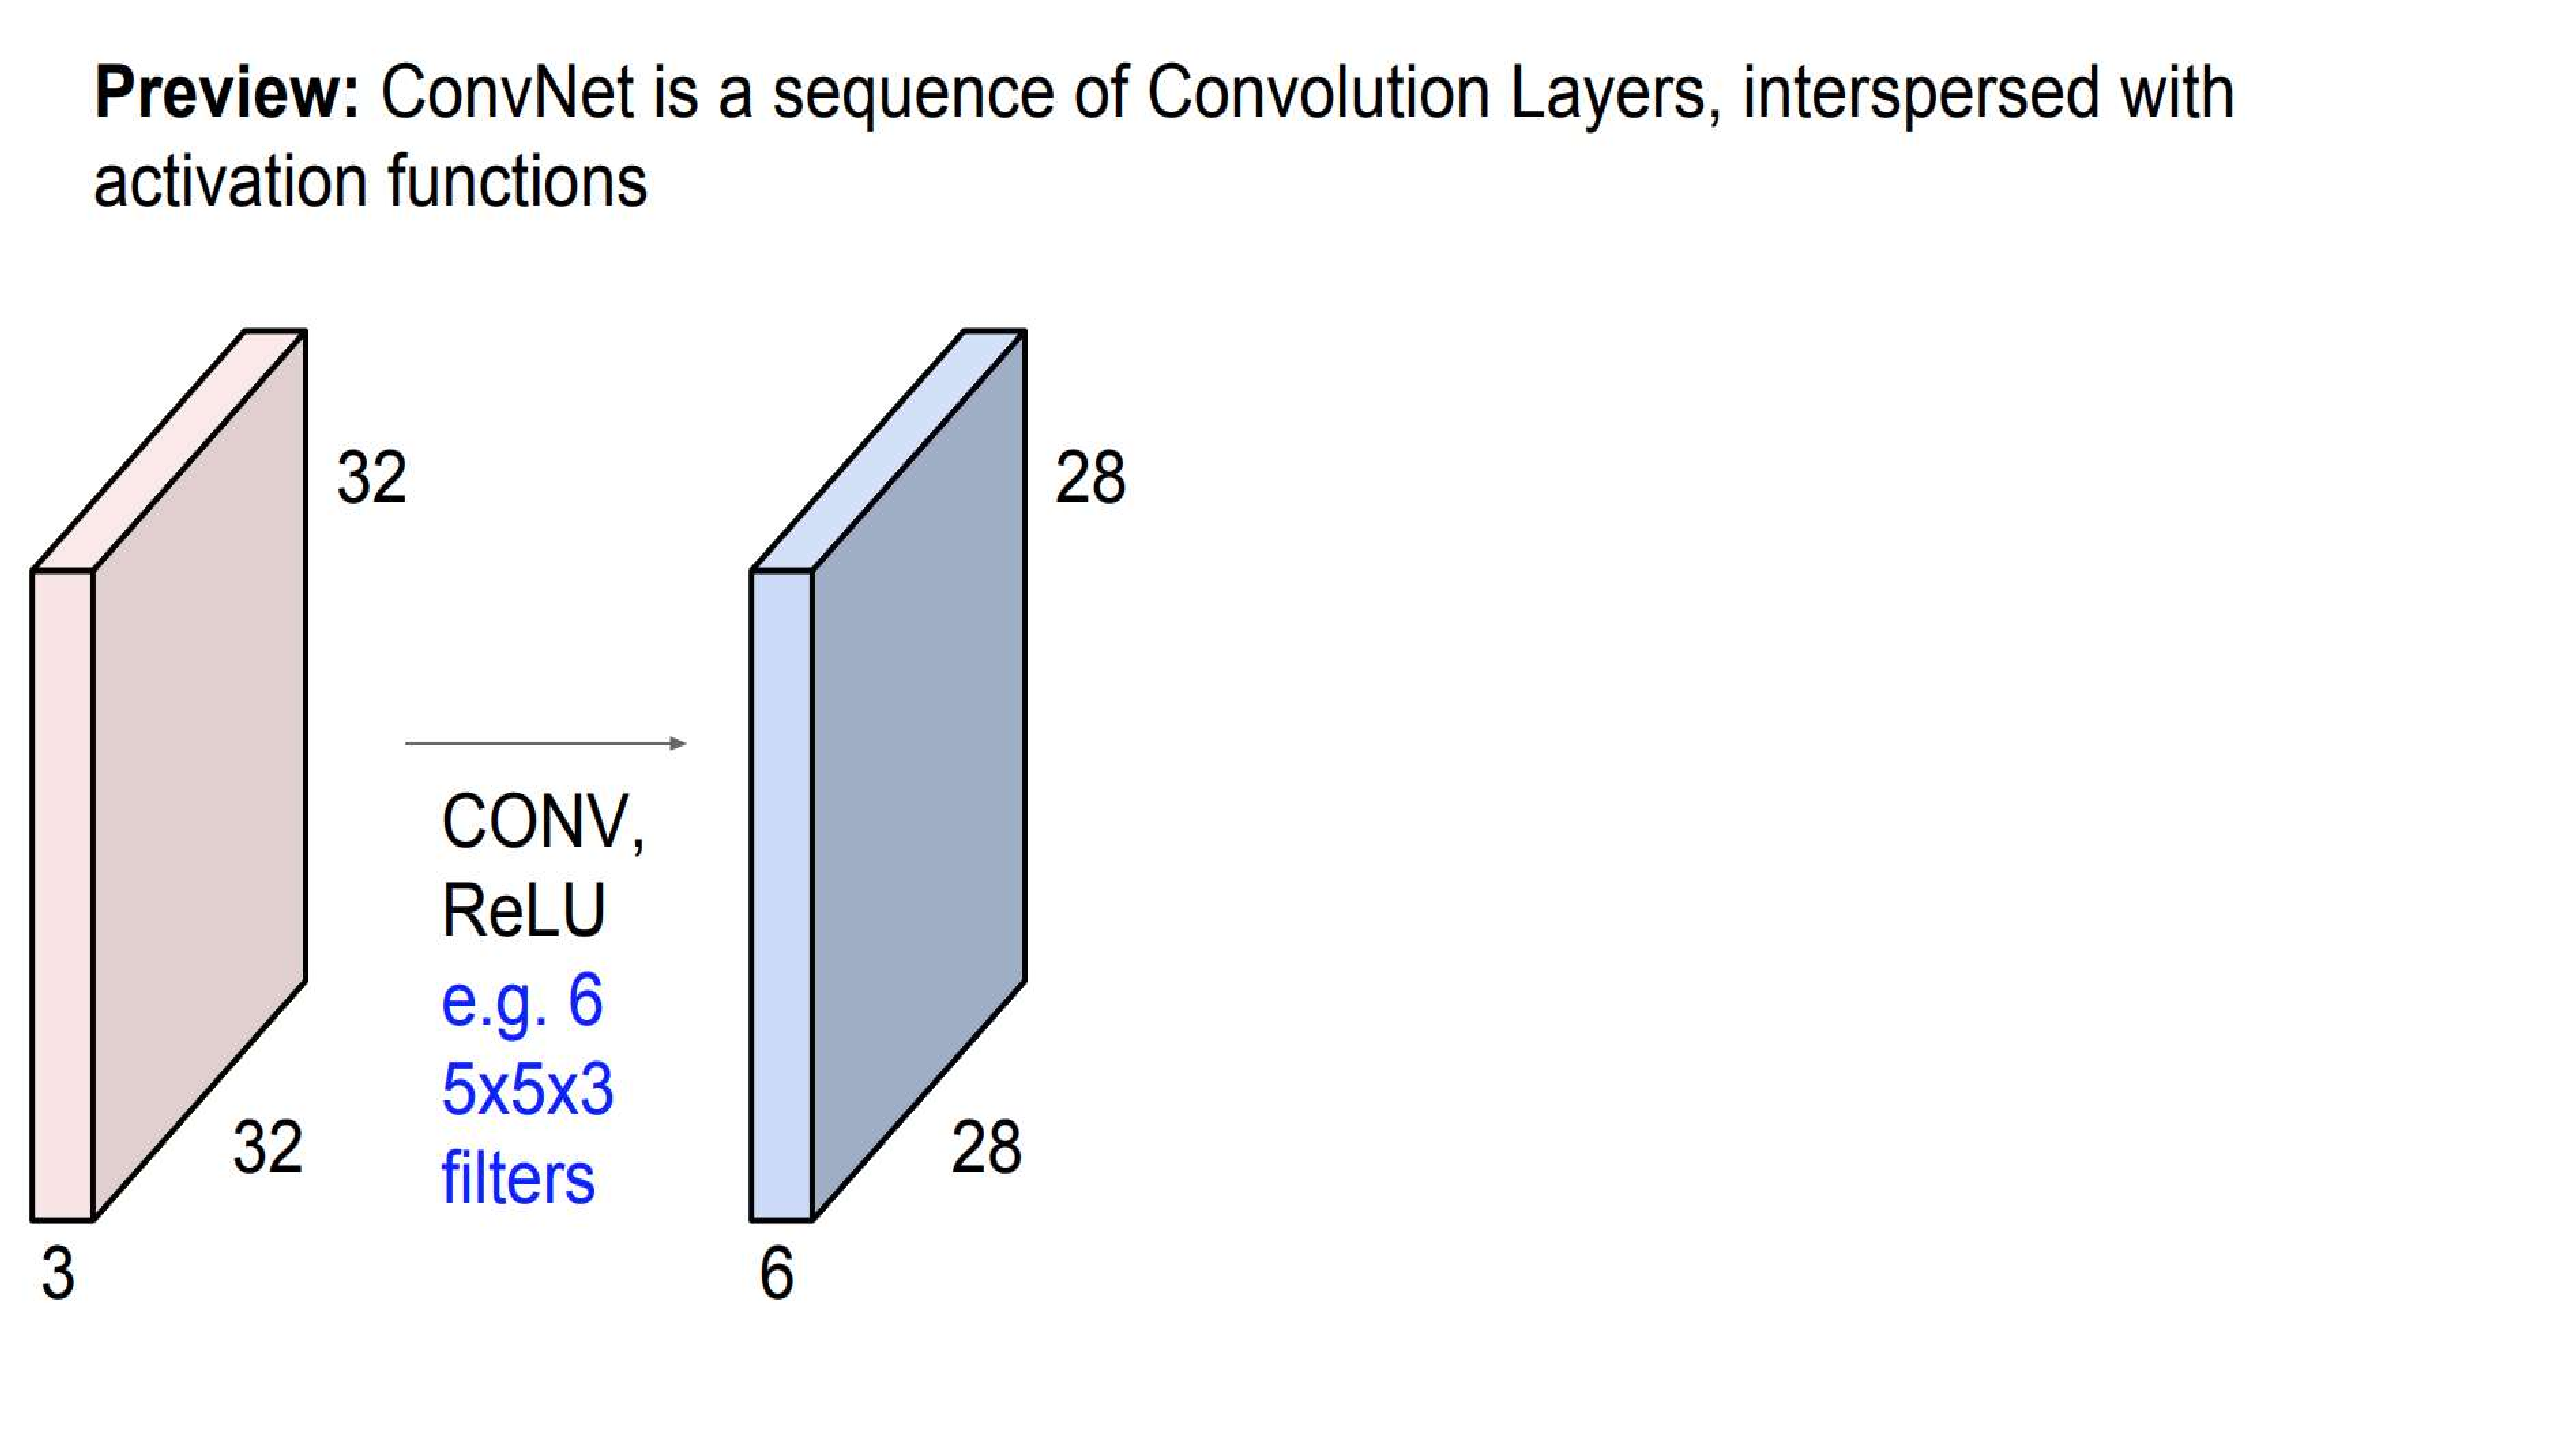 Preview: ConvNet is a sequence of Convolution Layers, interspersed with
activation functions
32
28
CONV,
ReLU
e.g. 6
5x5x3
filters
32
28
3
6